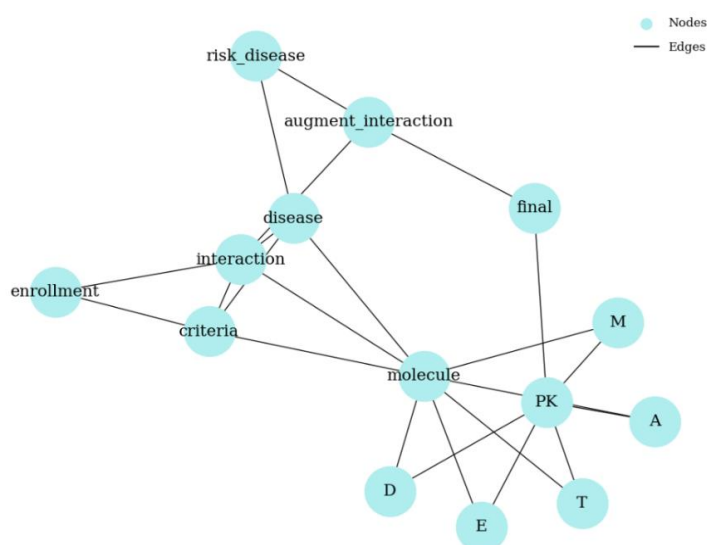 Nodes
Edges
risk_disease
augment_interaction
final
disease
interaction
enrollment
criteria
M
molecule
PK
A
D
T
E